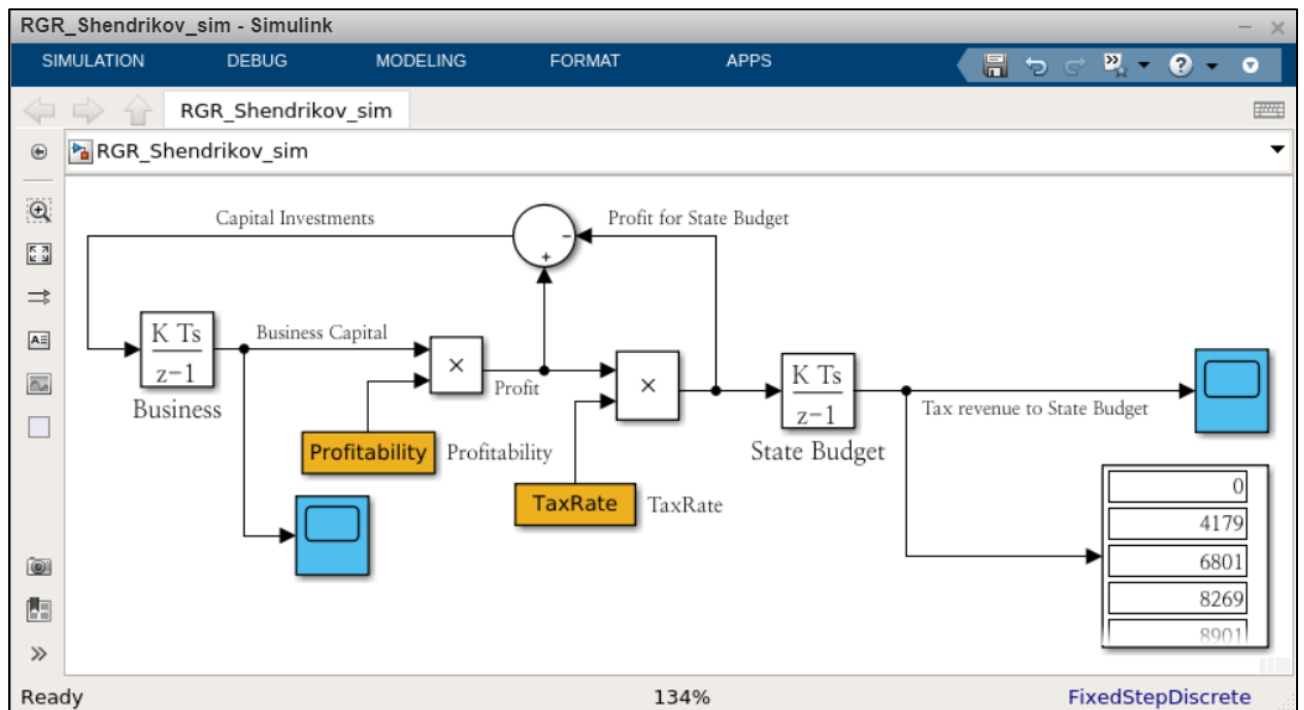 RGR_Shendrikov_sim - Simulink
SIMULATION DEBUG MODELING FORMAT APPS
RGR_Shendrikov_sim
RGR_Shendrikov_sim
Capital Investments
Profit for State Budget
−
+
K Ts
z−1
Business
Business Capital
×
Profit
×
K Ts
z−1
State Budget
Tax revenue to State Budget
Profitability
Profitability
TaxRate
TaxRate
0
4179
6801
8269
8901
Ready 134% FixedStepDiscrete